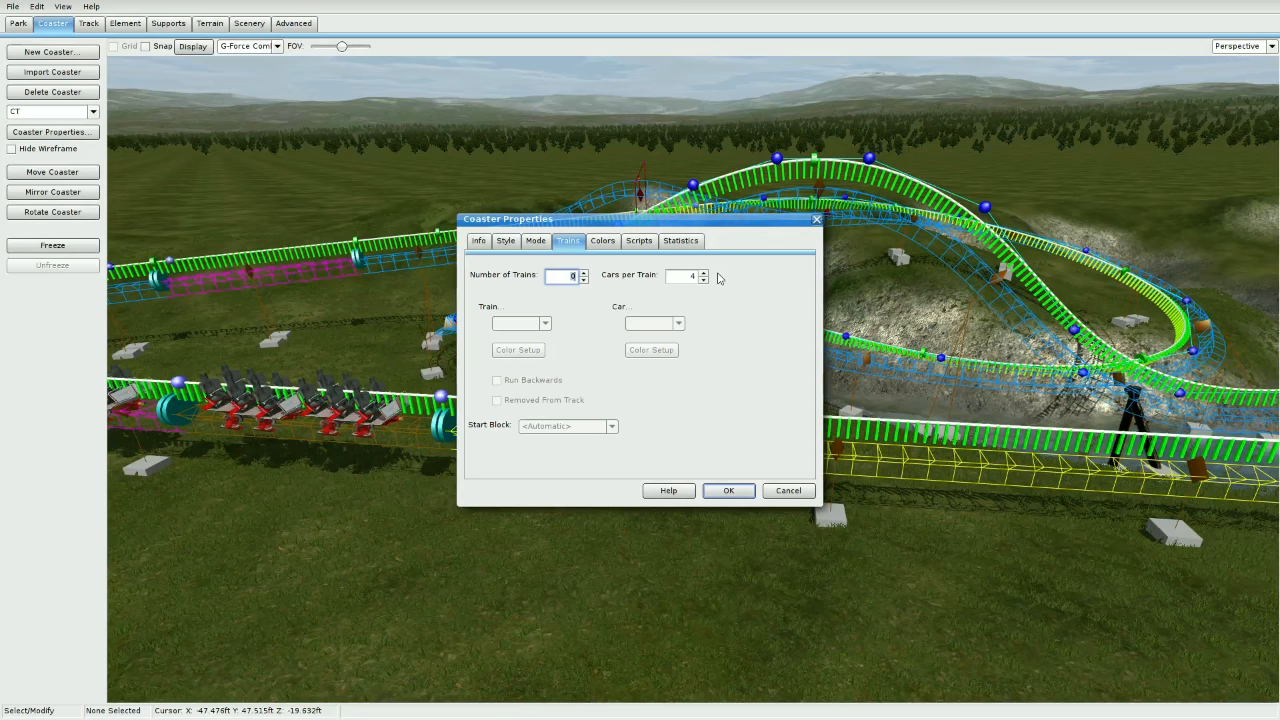 File Edit View Help
Park Coaster Track Element Supports Terrain Scenery Advanced
New Coaster... Grid Snap Display G-Force Com FOV: Perspective
Import Coaster
Delete Coaster
CT
Coaster Properties...
Hide Wireframe
Move Coaster
Mirror Coaster
Rotate Coaster
Freeze
Unfreeze
Coaster Properties
Info Style Mode Trains Colors Scripts Statistics
Number of Trains: 0 Cars per Train: 4
Train... Car...
Color Setup Color Setup
Run Backwards
Removed From Track
Start Block: <Automatic>
Help OK Cancel
Select/Modify None Selected Cursor: X: -47.476ft Y: 47.515ft Z: -19.632ft